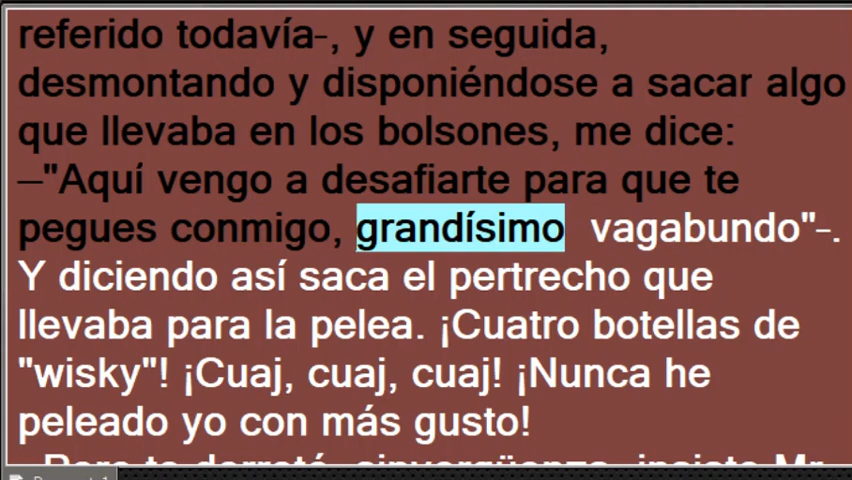 referido todavía-, y en seguida,
desmontando y disponiéndose a sacar algo
que llevaba en los bolsones, me dice:
–"Aquí vengo a desafiarte para que te
pegues conmigo, grandísimo vagabundo"-.
Y diciendo así saca el pertrecho que
llevaba para la pelea. ¡Cuatro botellas de
"wisky"! ¡Cuaj, cuaj, cuaj! ¡Nunca he
peleado yo con más gusto!